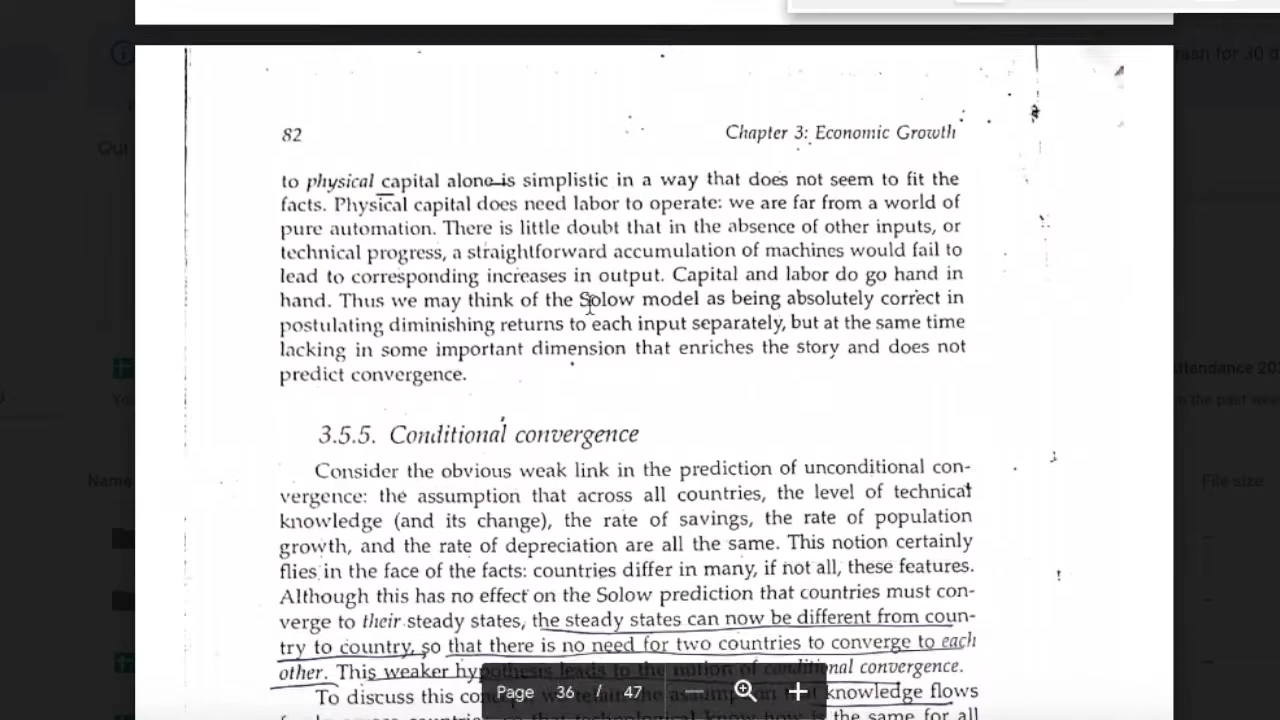 82
Chapter 3: Economic Growth
to physical capital alone is simplistic in a way that does not seem to fit the
facts. Physical capital does need labor to operate: we are far from a world of
pure automation. There is little doubt that in the absence of other inputs, or
technical progress, a straightforward accumulation of machines would fail to
lead to corresponding increases in output. Capital and labor do go hand in
hand. Thus we may think of the Solow model as being absolutely correct in
postulating diminishing returns to each input separately, but at the same time
lacking in some important dimension that enriches the story and does not
predict convergence.
3.5.5. Conditional convergence
Consider the obvious weak link in the prediction of unconditional con-
vergence: the assumption that across all countries, the level of technical
knowledge (and its change), the rate of savings, the rate of population
growth, and the rate of depreciation are all the same. This notion certainly
flies in the face of the facts: countries differ in many, if not all, these features.
Although this has no effect on the Solow prediction that countries must con-
verge to their steady states, the steady states can now be different from coun-
try to country, so that there is no need for two countries to converge to each
other. This weaker hypothesis leads to the notion of conditional convergence.
To discuss this knowledge flows
the same for all
Page 36 / 47
Name
File size